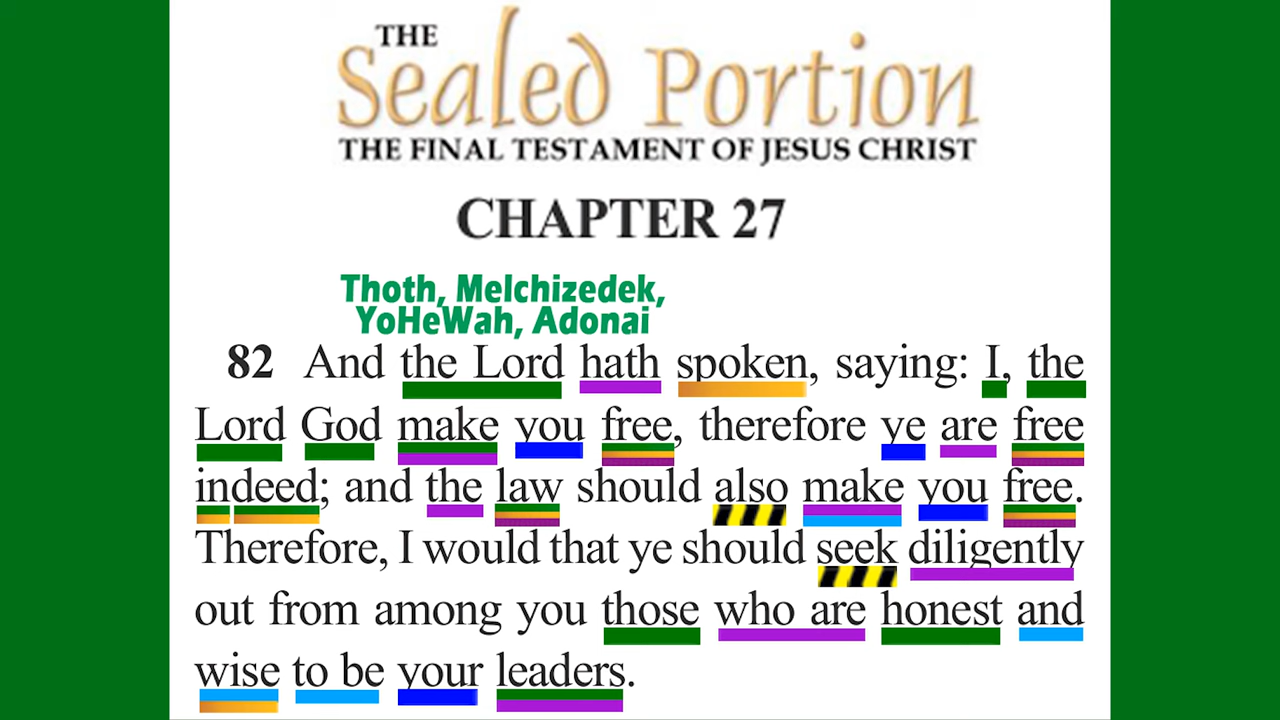 THE
Sealed Portion
THE FINAL TESTAMENT OF JESUS CHRIST
CHAPTER 27
Thoth, Melchizedek,
YoHeWah, Adonai
82 And the Lord hath spoken, saying: I, the
Lord God make you free, therefore ye are free
indeed; and the law should also make you free.
Therefore, I would that ye should seek diligently
out from among you those who are honest and
wise to be your leaders.